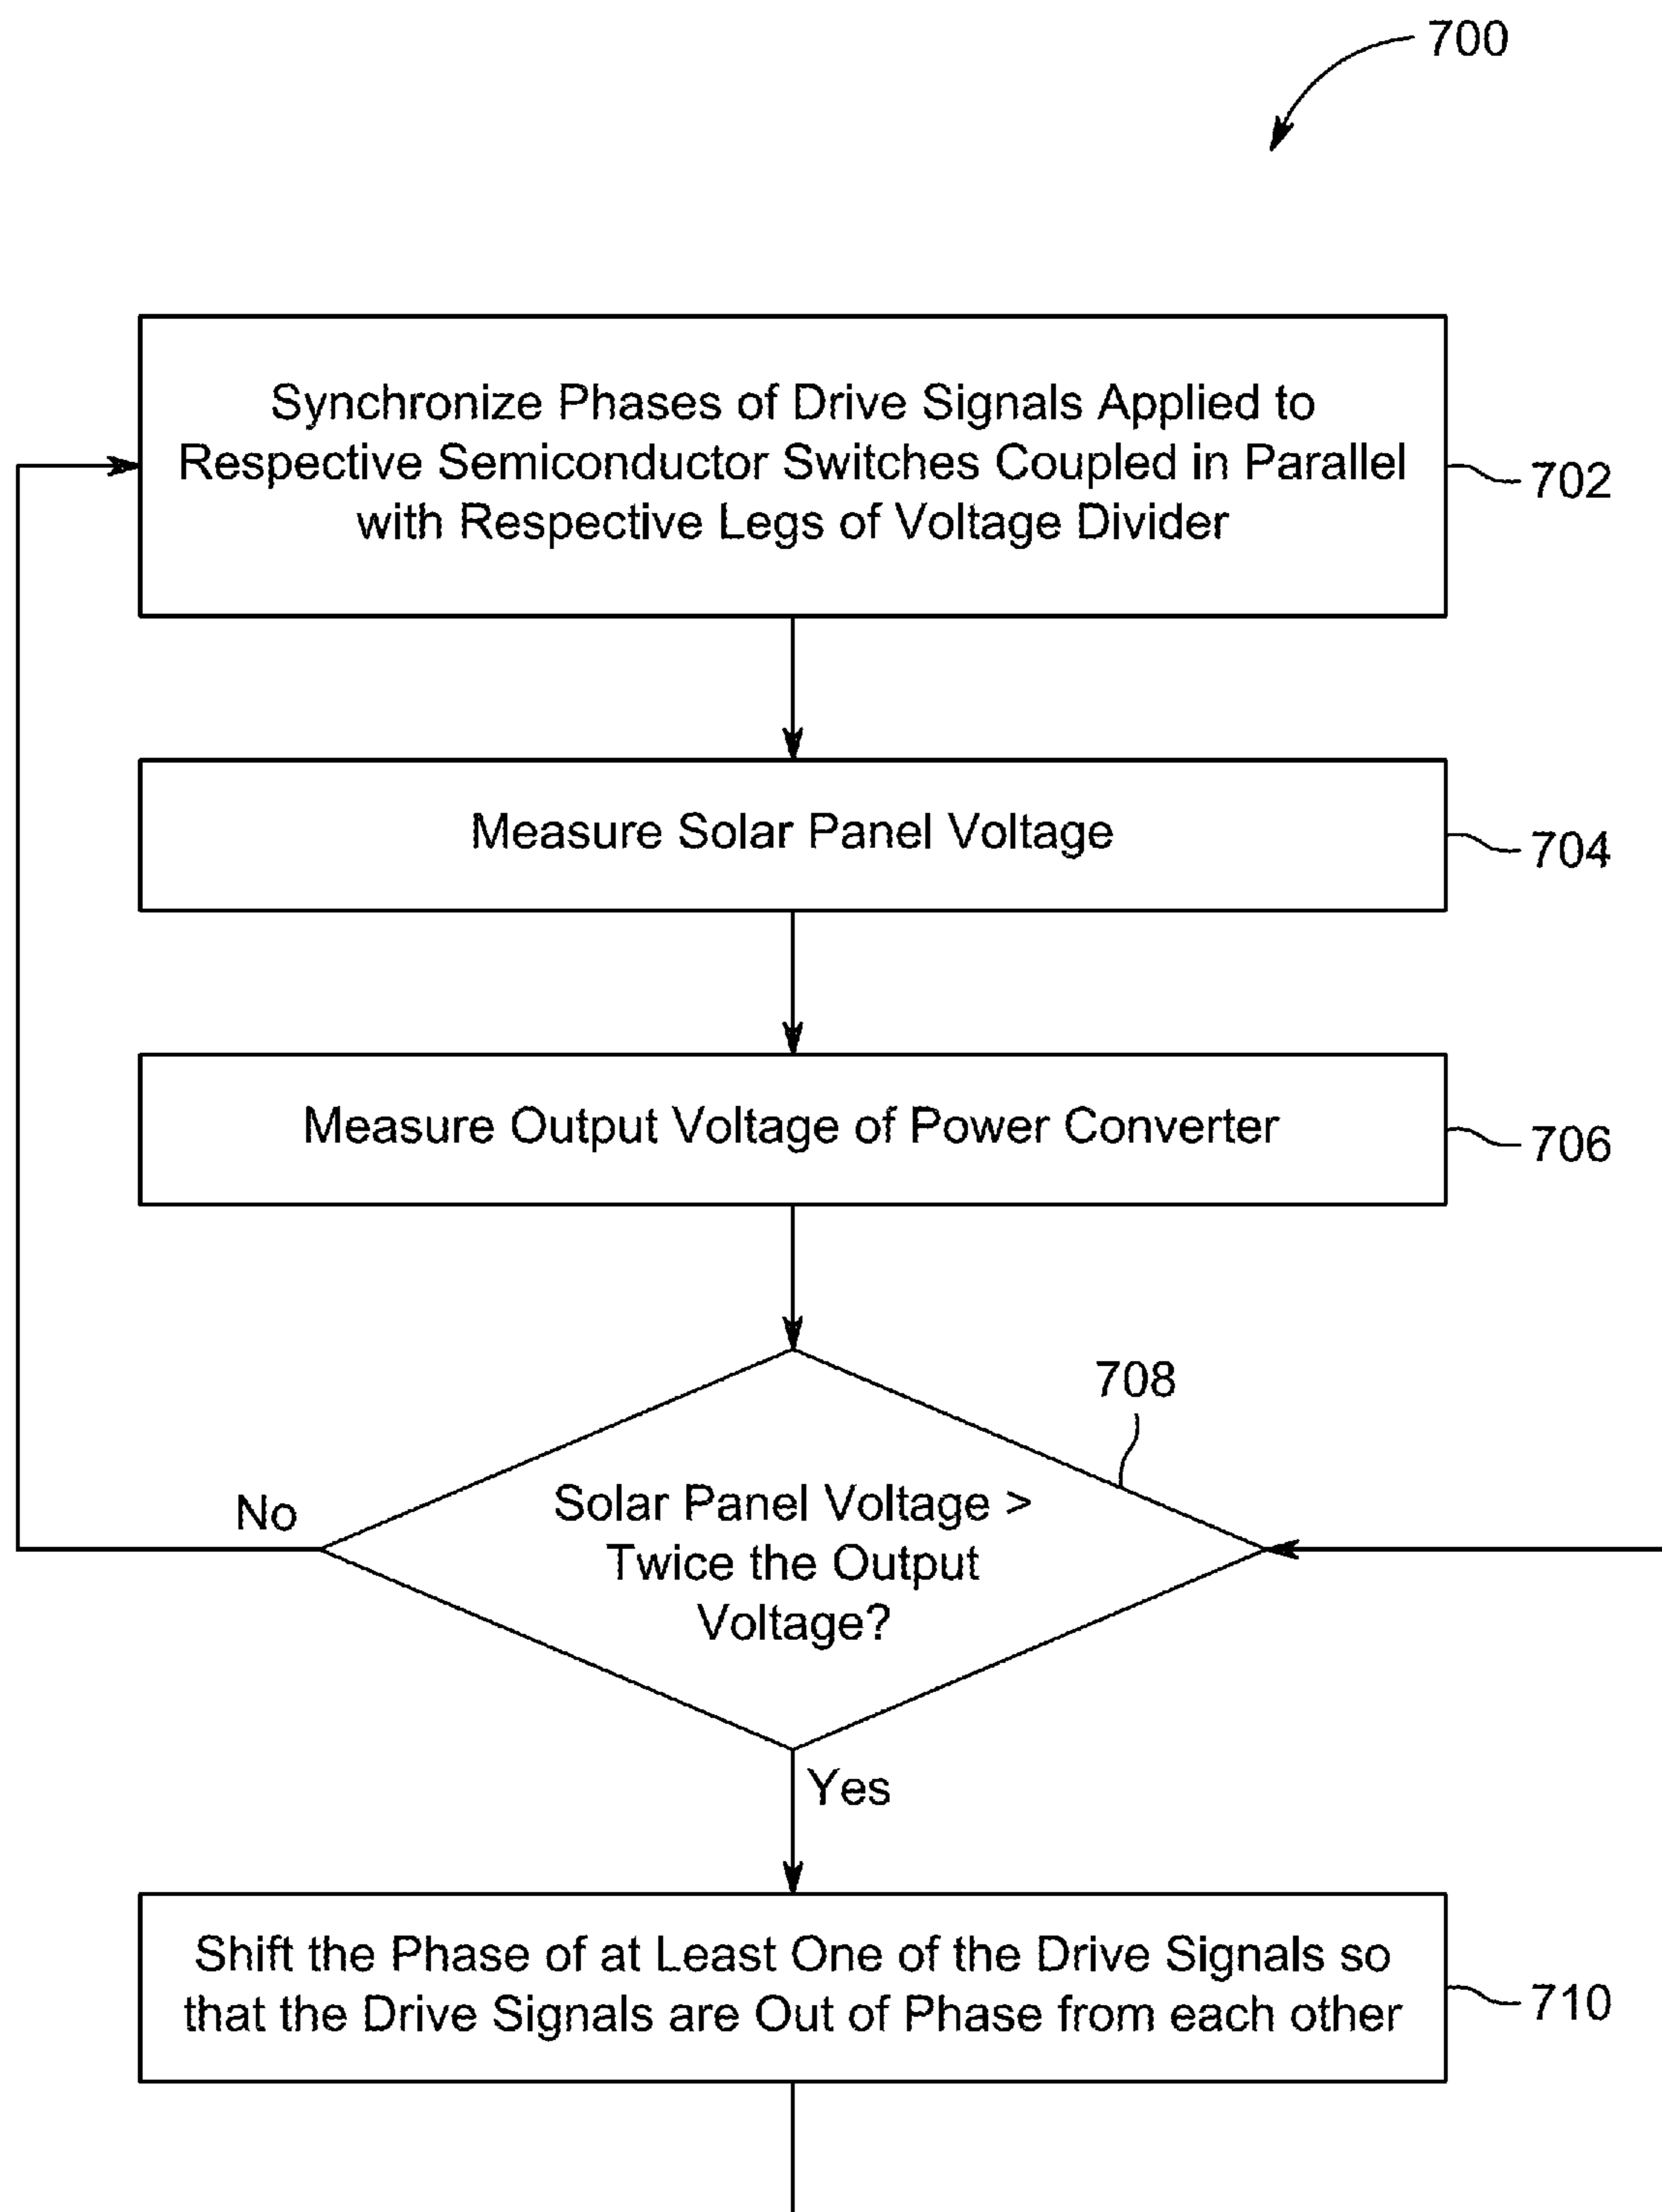 700
Synchronize Phases of Drive Signals Applied to
Respective Semiconductor Switches Coupled in Parallel
with Respective Legs of Voltage Divider
702
Measure Solar Panel Voltage
704
Measure Output Voltage of Power Converter
706
708
Solar Panel Voltage >
Twice the Output
Voltage?
No
Yes
Shift the Phase of at Least One of the Drive Signals so
that the Drive Signals are Out of Phase from each other
710